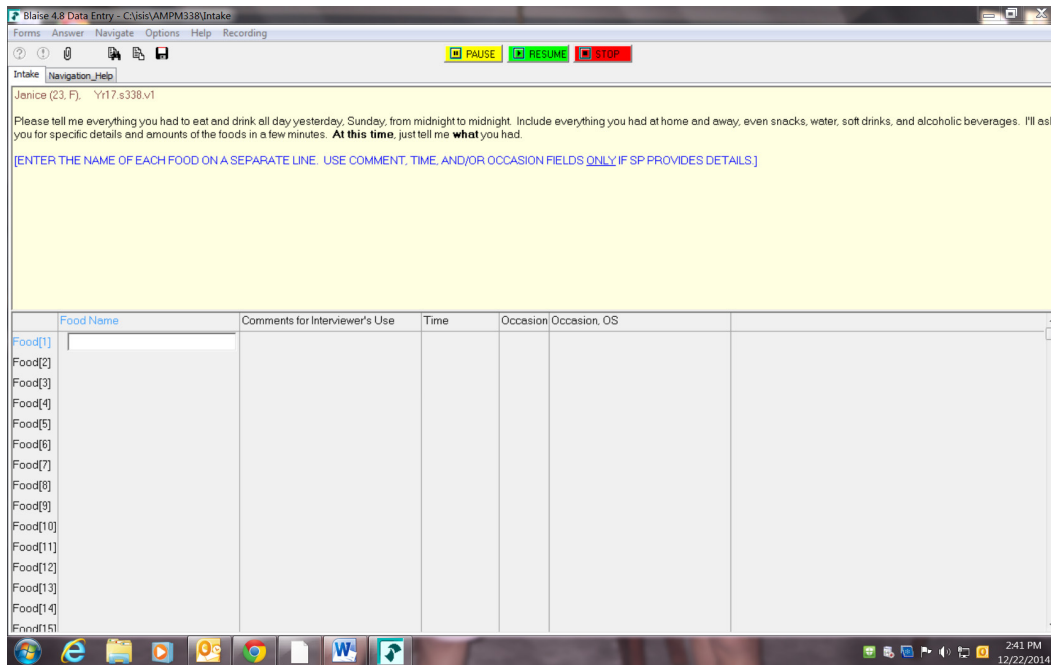 Blaise 4.8 Data Entry - C:\isis\AMPM338\Intake
Forms Answer Navigate Options Help Recording
PAUSE RESUME STOP
Intake Navigation_Help
Janice (23, F), Yr17.s338.v1
Please tell me everything you had to eat and drink all day yesterday, Sunday, from midnight to midnight. Include everything you had at home and away, even snacks, water, soft drinks, and alcoholic beverages. I'll as
you for specific details and amounts of the foods in a few minutes. At this time, just tell me what you had.
[ENTER THE NAME OF EACH FOOD ON A SEPARATE LINE. USE COMMENT, TIME, AND/OR OCCASION FIELDS ONLY IF SP PROVIDES DETAILS.]
Food Name Comments for Interviewer's Use Time Occasion Occasion, OS
Food[1]
Food[2]
Food[3]
Food[4]
Food[5]
Food[6]
Food[7]
Food[8]
Food[9]
Food[10]
Food[11]
Food[12]
Food[13]
Food[14]
Food[15]
2:41 PM
12/22/2014